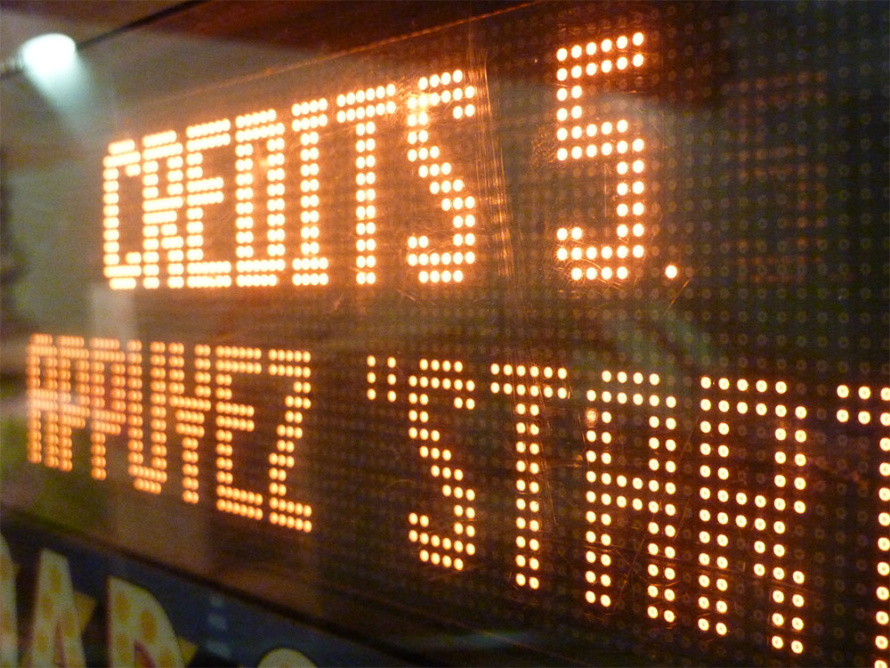 CREDITS 5.
APPUYEZ "START